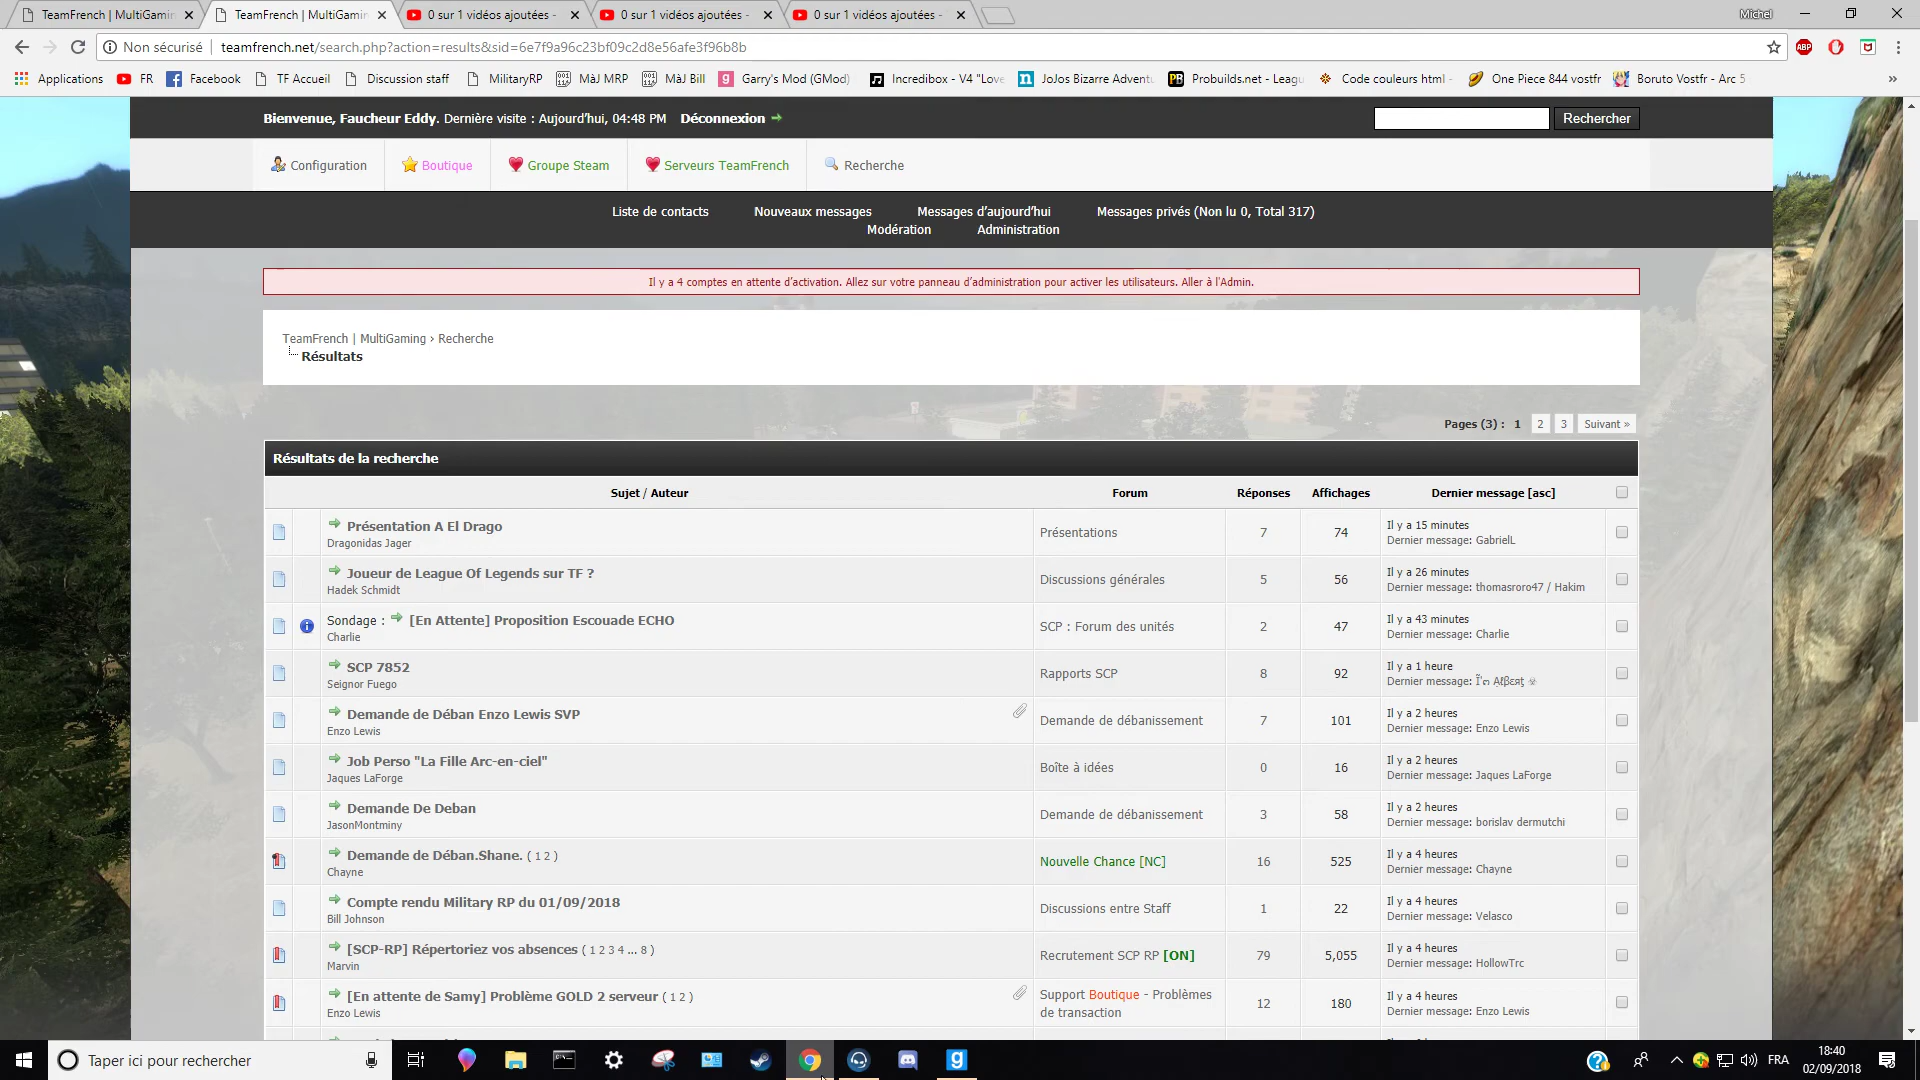 TeamFrench | MultiGamin
TeamFrench | MultiGamin
0 sur 1 vidéos ajoutées -
0 sur 1 vidéos ajoutées -
0 sur 1 vidéos ajoutées -
Michel
Non sécurisé | teamfrench.net/search.php?action=results&sid=6e7f9a96c23bf09c2d8e56afe3f96b8b
ABP
Applications
FR
Facebook
TF Accueil
Discussion staff
MilitaryRP
MàJ MRP
MàJ Bill
Garry's Mod (GMod)
Incredibox - V4 "Love
JoJos Bizarre Adventu
Probuilds.net - Leagu
Code couleurs html -
One Piece 844 vostfr
Boruto Vostfr - Arc 5
»
Bienvenue, Faucheur Eddy. Dernière visite : Aujourd'hui, 04:48 PM Déconnexion
Rechercher
Configuration
Boutique
Groupe Steam
Serveurs TeamFrench
Recherche
Liste de contacts
Nouveaux messages
Messages d'aujourd'hui
Messages privés (Non lu 0, Total 317)
Modération
Administration
Il y a 4 comptes en attente d'activation. Allez sur votre panneau d'administration pour activer les utilisateurs. Aller à l'Admin.
TeamFrench | MultiGaming › Recherche
Résultats
Pages (3) : 1 2 3 Suivant »
Résultats de la recherche
Sujet / Auteur Forum Réponses Affichages Dernier message [asc]
Présentation A El Drago
Dragonidas Jager
Présentations
7
74
Il y a 15 minutes
Dernier message: GabrielL
Joueur de League Of Legends sur TF ?
Hadek Schmidt
Discussions générales
5
56
Il y a 26 minutes
Dernier message: thomasroro47 / Hakim
Sondage : [En Attente] Proposition Escouade ECHO
Charlie
SCP : Forum des unités
2
47
Il y a 43 minutes
Dernier message: Charlie
SCP 7852
Seignor Fuego
Rapports SCP
8
92
Il y a 1 heure
Dernier message:
Demande de Déban Enzo Lewis SVP
Enzo Lewis
Demande de débanissement
7
101
Il y a 2 heures
Dernier message: Enzo Lewis
Job Perso "La Fille Arc-en-ciel"
Jaques LaForge
Boîte à idées
0
16
Il y a 2 heures
Dernier message: Jaques LaForge
Demande De Deban
JasonMontminy
Demande de débanissement
3
58
Il y a 2 heures
Dernier message: borislav dermutchi
Demande de Déban.Shane. ( 1 2 )
Chayne
Nouvelle Chance [NC]
16
525
Il y a 4 heures
Dernier message: Chayne
Compte rendu Military RP du 01/09/2018
Bill Johnson
Discussions entre Staff
1
22
Il y a 4 heures
Dernier message: Velasco
[SCP-RP] Répertoriez vos absences ( 1 2 3 4 ... 8 )
Marvin
Recrutement SCP RP [ON]
79
5,055
Il y a 4 heures
Dernier message: HollowTrc
[En attente de Samy] Problème GOLD 2 serveur ( 1 2 )
Enzo Lewis
Support Boutique - Problèmes
de transaction
12
180
Il y a 4 heures
Dernier message: Enzo Lewis
Taper ici pour rechercher
FRA
18:40
02/09/2018